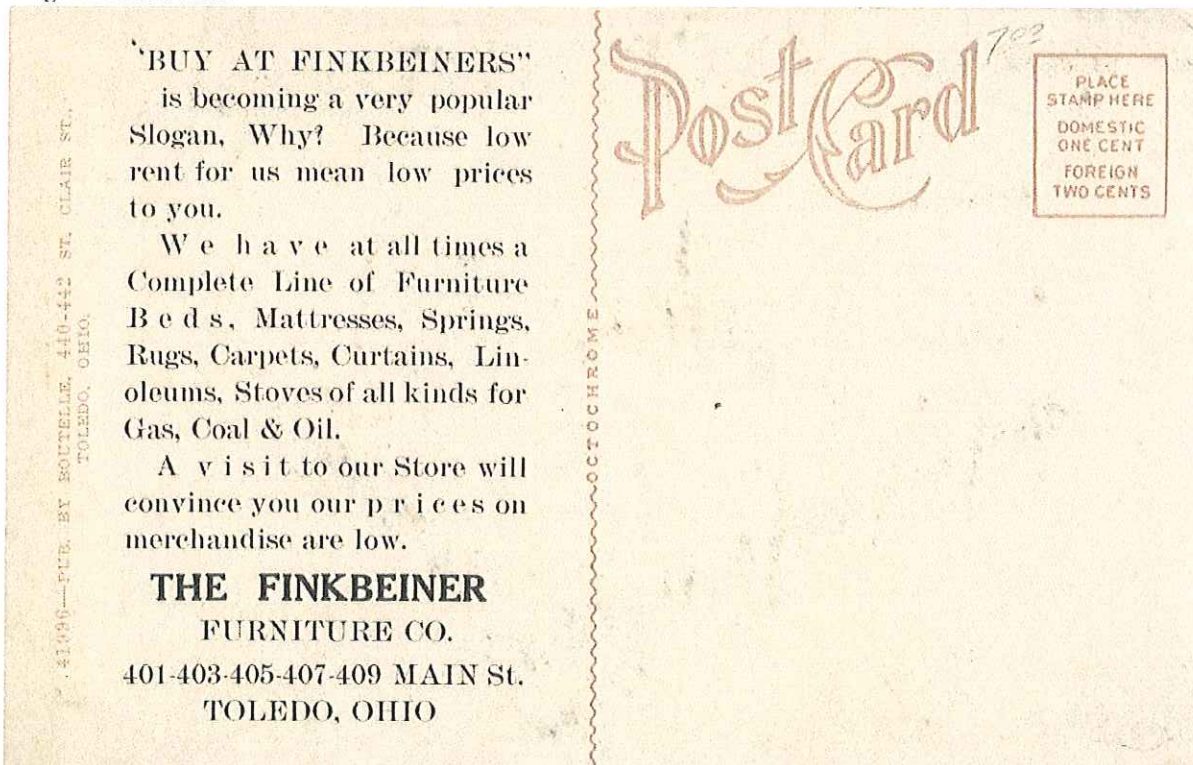 "BUY AT FINKBEINERS"
is becoming a very popular
Slogan, Why? Because low
rent for us mean low prices
to you.
We have at all times a
Complete Line of Furniture
Beds, Mattresses, Springs,
Rugs, Carpets, Curtains, Lin-
oleums, Stoves of all kinds for
Gas, Coal & Oil.
A visit to our Store will
convince you our prices on
merchandise are low.
THE FINKBEINER
FURNITURE CO.
401-403-405-407-409 MAIN St.
TOLEDO, OHIO
41996—PUB. BY BOUTELLE, 440-442 ST. CLAIR ST.,
TOLEDO, OHIO.
OCTOCHROME
Post Card
702
PLACE
STAMP HERE
DOMESTIC
ONE CENT
FOREIGN
TWO CENTS